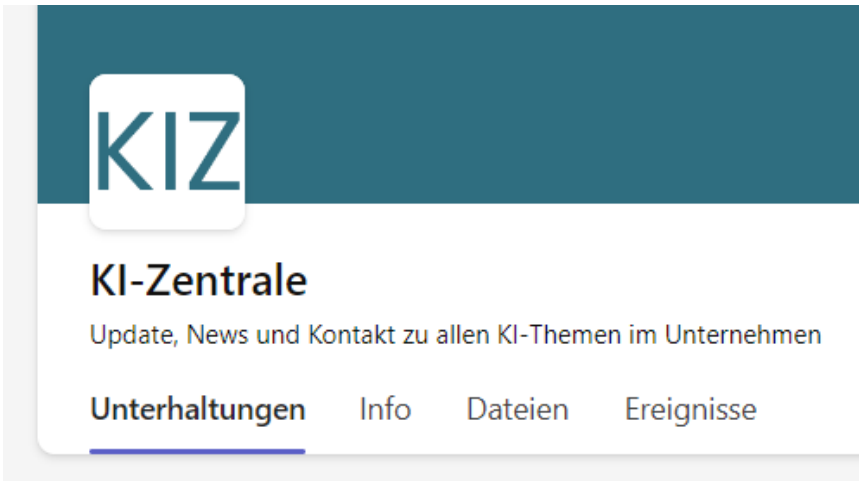 KIZ
KI-Zentrale
Update, News und Kontakt zu allen KI-Themen im Unternehmen
Unterhaltungen Info Dateien Ereignisse